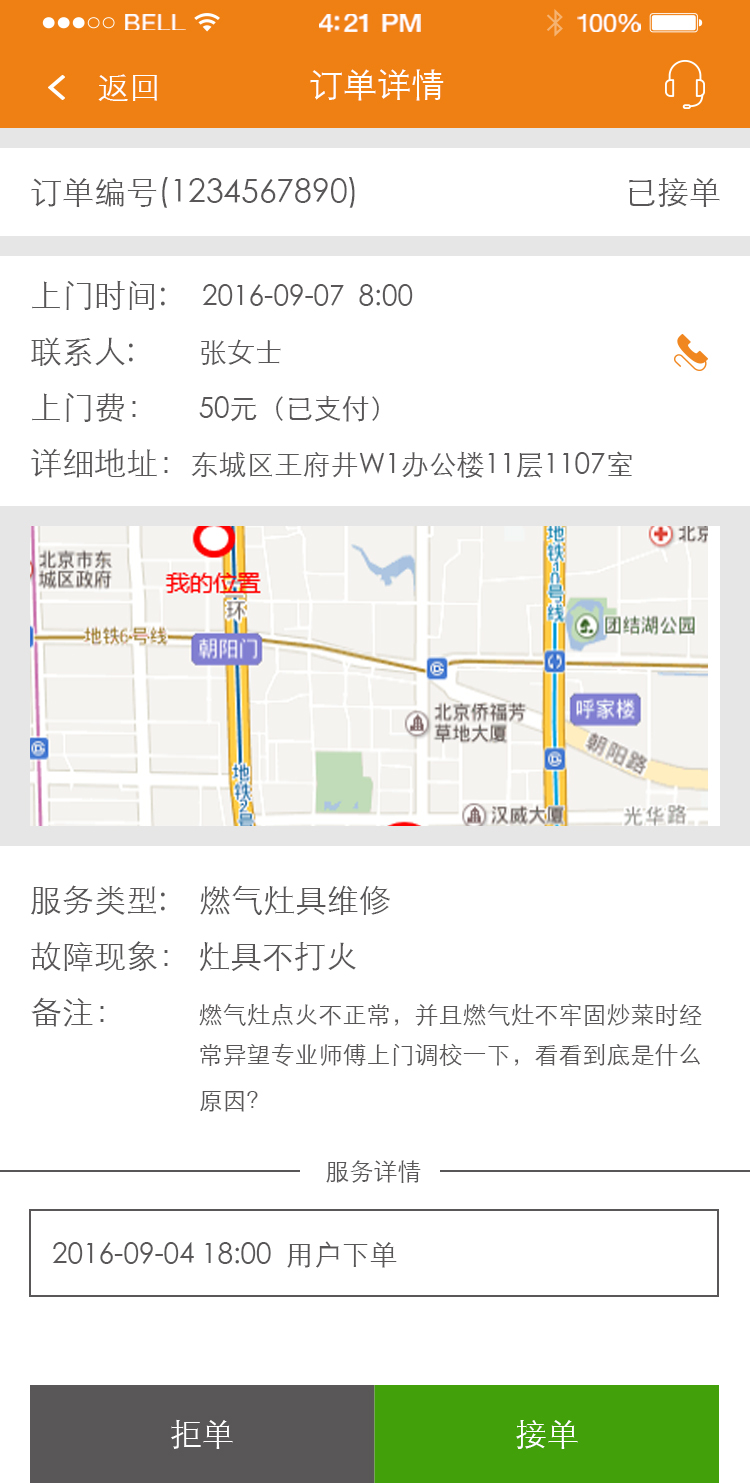 BELL 4:21 PM 100%
返回 订单详情
订单编号(1234567890) 已接单
上门时间: 2016-09-07 8:00
联系人: 张女士
上门费: 50元（已支付）
详细地址: 东城区王府井W1办公楼11层1107室
北京市东
城区政府
我的位置
环
地铁6号线
朝阳门
地铁2号
地铁10号线
北京
团结湖公园
呼家楼
北京侨福芳
草地大厦
朝阳路
汉威大厦
光华路
服务类型: 燃气灶具维修
故障现象: 灶具不打火
备注: 燃气灶点火不正常，并且燃气灶不牢固炒菜时经
常异望专业师傅上门调校一下，看看到底是什么
原因？
服务详情
2016-09-04 18:00 用户下单
拒单 接单